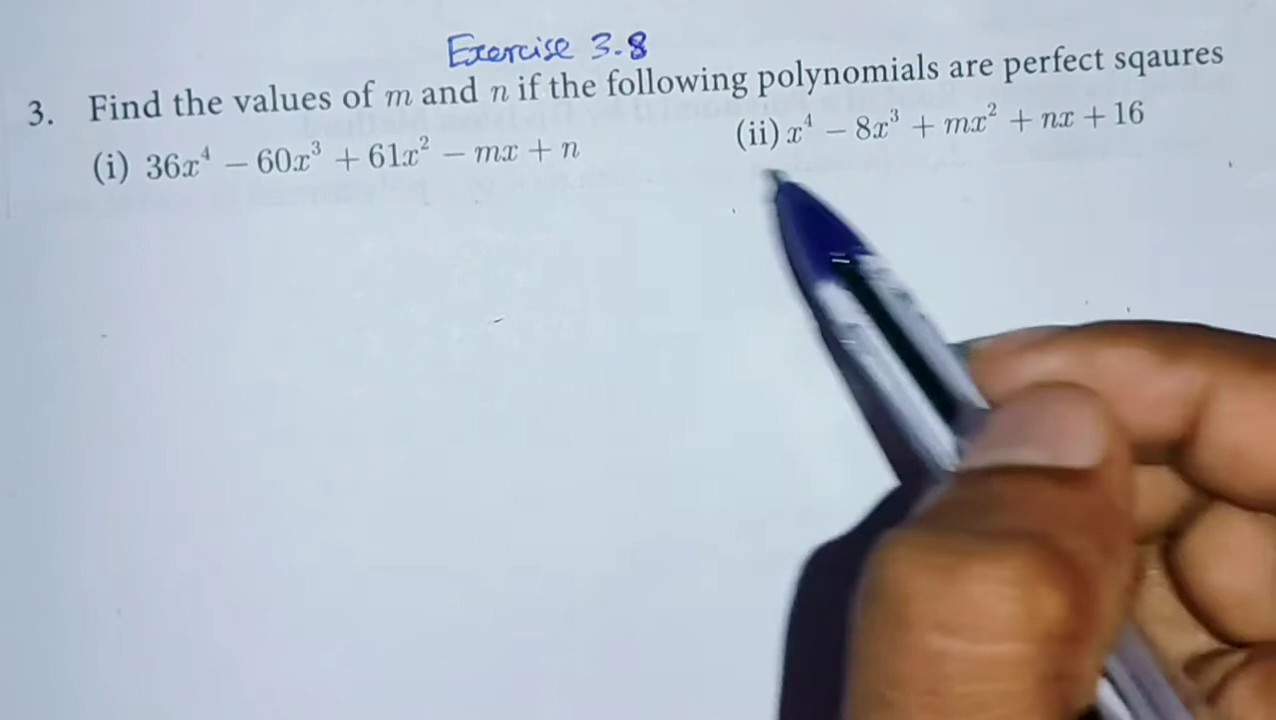 Exercise 3.8
3. Find the values of m and n if the following polynomials are perfect sqaures
(i) 36x⁴ − 60x³ + 61x² − mx + n (ii) x⁴ − 8x³ + mx² + nx + 16